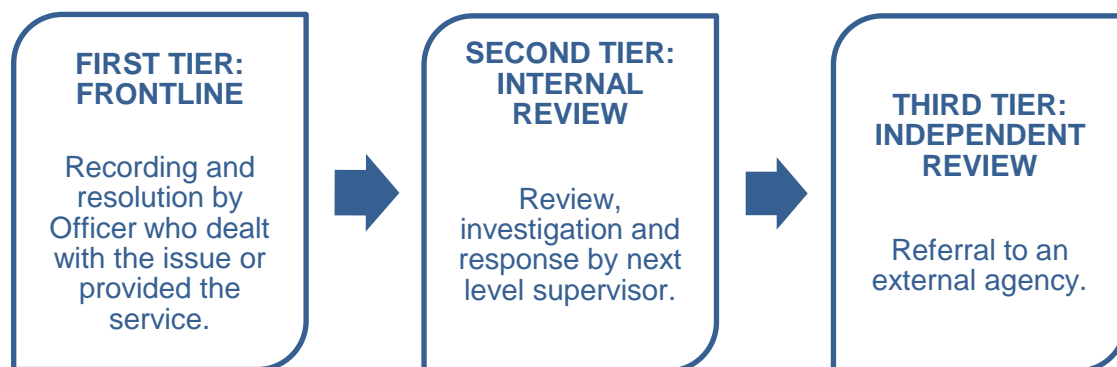 FIRST TIER:
FRONTLINE
Recording and
resolution by
Officer who dealt
with the issue or
provided the
service.
SECOND TIER:
INTERNAL
REVIEW
Review,
investigation and
response by next
level supervisor.
THIRD TIER:
INDEPENDENT
REVIEW
Referral to an
external agency.